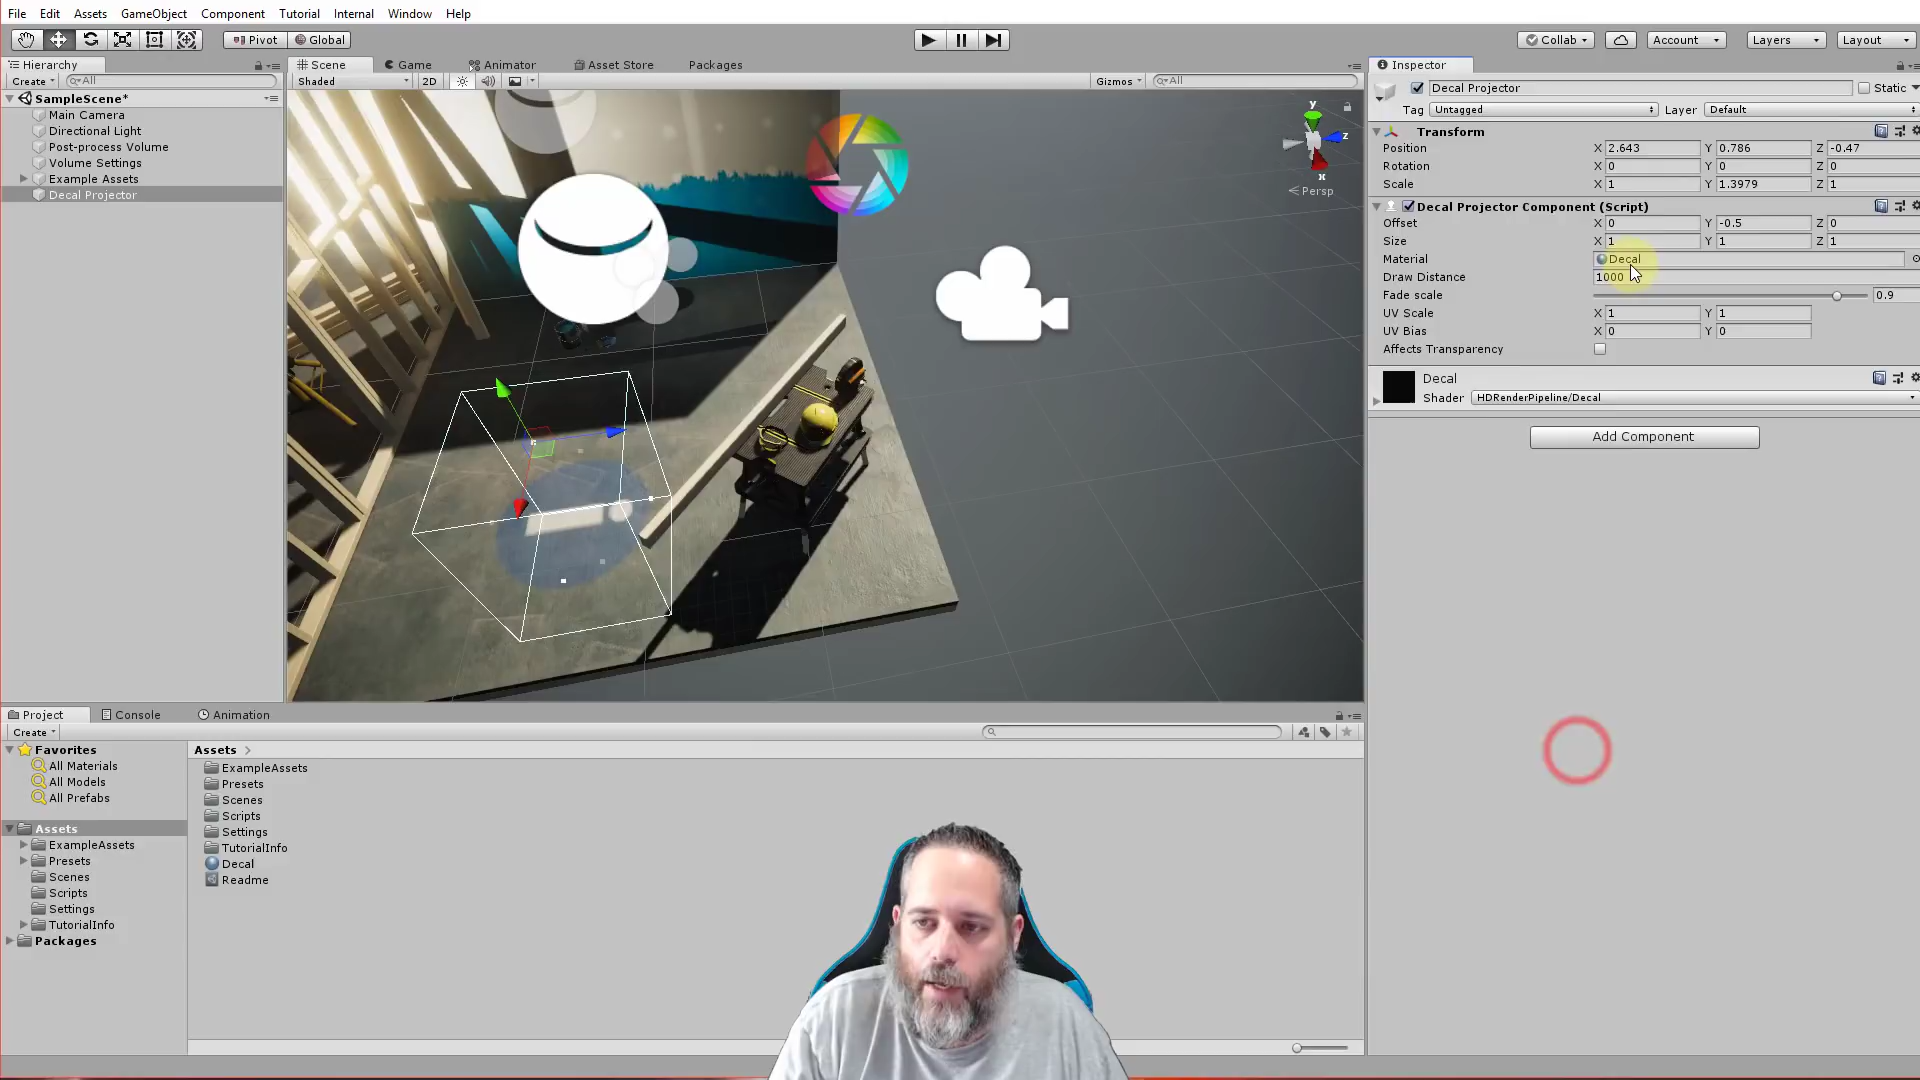 File Edit Assets GameObject Component Tutorial Internal Window Help
Pivot Global Collab Account Layers Layout
Hierarchy Scene Game Animator Asset Store Packages Inspector
Create All Shaded 2D Gizmos All
SampleScene*
Main Camera
Directional Light
Post-process Volume
Volume Settings
Example Assets
Decal Projector
y
z
x
Persp
Decal Projector Static
Tag Untagged Layer Default
Transform
Position X 2.643 Y 0.786 Z -0.47
Rotation X 0 Y 0 Z 0
Scale X 1 Y 1.3979 Z 1
Decal Projector Component (Script)
Offset X 0 Y -0.5 Z 0
Size X 1 Y 1 Z 1
Material Decal
Draw Distance 1000
Fade scale 0.9
UV Scale X 1 Y 1
UV Bias X 0 Y 0
Affects Transparency
Decal
Shader HDRenderPipeline/Decal
Add Component
Project Console Animation
Create
Favorites
All Materials
All Models
All Prefabs
Assets
ExampleAssets
Presets
Scenes
Scripts
Settings
TutorialInfo
Packages
Assets
ExampleAssets
Presets
Scenes
Scripts
Settings
TutorialInfo
Decal
Readme